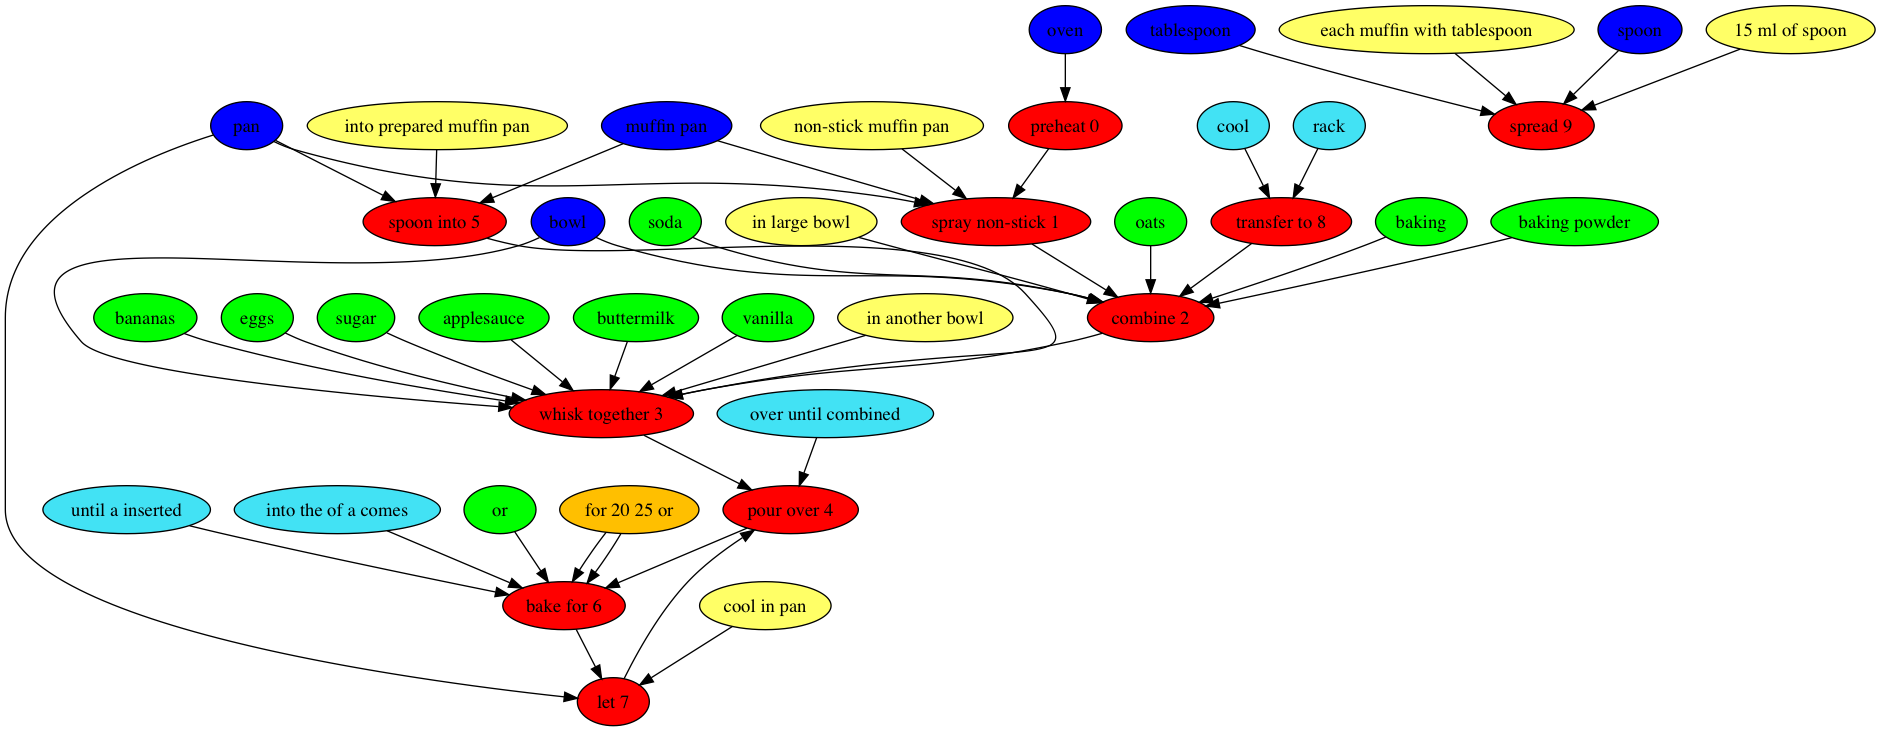 oven
tablespoon
each muffin with tablespoon
spoon
15 ml of spoon
pan
into prepared muffin pan
muffin pan
non-stick muffin pan
preheat 0
cool
rack
spread 9
spoon into 5
bowl
soda
in large bowl
spray non-stick 1
oats
transfer to 8
baking
baking powder
bananas
eggs
sugar
applesauce
buttermilk
vanilla
in another bowl
combine 2
whisk together 3
over until combined
until a inserted
into the of a comes
or
for 20 25 or
pour over 4
bake for 6
cool in pan
let 7